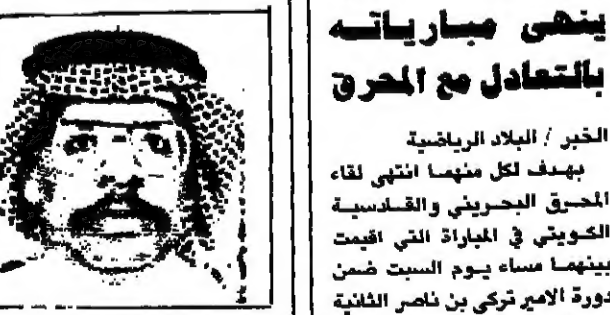 ينهى مبارياته
بالتعادل مع المحرق
الخبر / البلاد الرياضية
بهدف لكل منهما انتهى لقاء
المحرق البحريني والقادسية
الكويتي في المباراة التي اقيمت
بينهما مساء يوم السبت ضمن
دورة الامير تركي بن ناصر الثانية